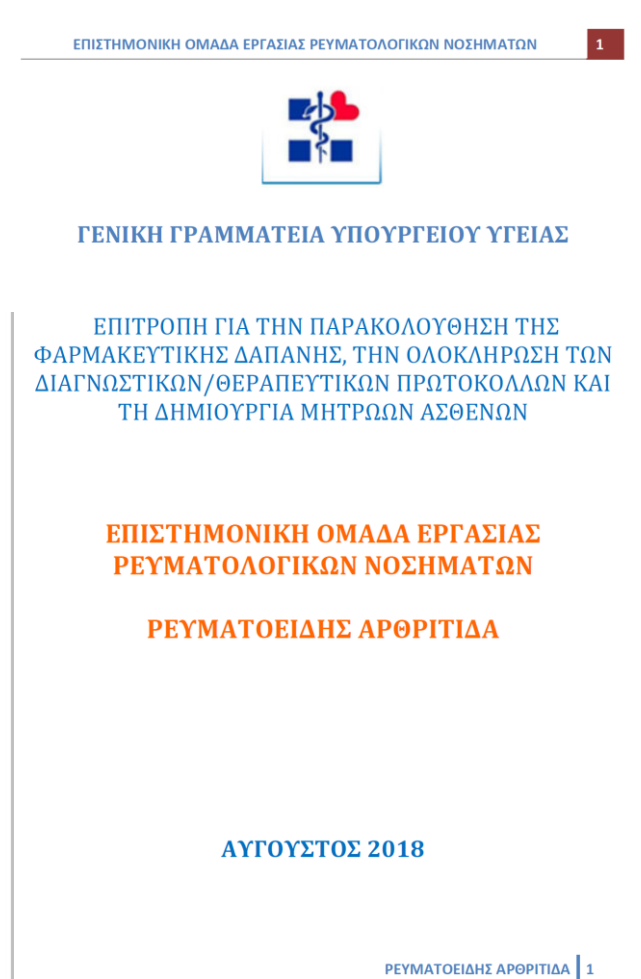 ΕΠΙΣΤΗΜΟΝΙΚΗ ΟΜΑΔΑ ΕΡΓΑΣΙΑΣ ΡΕΥΜΑΤΟΛΟΓΙΚΩΝ ΝΟΣΗΜΑΤΩΝ 1
ΓΕΝΙΚΗ ΓΡΑΜΜΑΤΕΙΑ ΥΠΟΥΡΓΕΙΟΥ ΥΓΕΙΑΣ
ΕΠΙΤΡΟΠΗ ΓΙΑ ΤΗΝ ΠΑΡΑΚΟΛΟΥΘΗΣΗ ΤΗΣ
ΦΑΡΜΑΚΕΥΤΙΚΗΣ ΔΑΠΑΝΗΣ, ΤΗΝ ΟΛΟΚΛΗΡΩΣΗ ΤΩΝ
ΔΙΑΓΝΩΣΤΙΚΩΝ/ΘΕΡΑΠΕΥΤΙΚΩΝ ΠΡΩΤΟΚΟΛΛΩΝ ΚΑΙ
ΤΗ ΔΗΜΙΟΥΡΓΙΑ ΜΗΤΡΩΩΝ ΑΣΘΕΝΩΝ
ΕΠΙΣΤΗΜΟΝΙΚΗ ΟΜΑΔΑ ΕΡΓΑΣΙΑΣ
ΡΕΥΜΑΤΟΛΟΓΙΚΩΝ ΝΟΣΗΜΑΤΩΝ
ΡΕΥΜΑΤΟΕΙΔΗΣ ΑΡΘΡΙΤΙΔΑ
ΑΥΓΟΥΣΤΟΣ 2018
ΡΕΥΜΑΤΟΕΙΔΗΣ ΑΡΘΡΙΤΙΔΑ 1